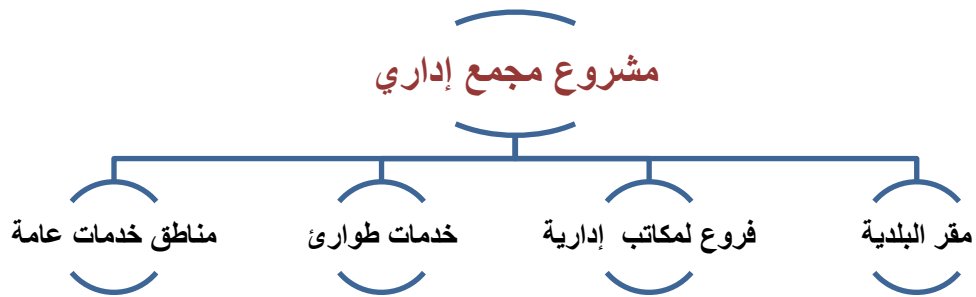 مشروع مجمع إداري
مقر البلدية
فروع لمكاتب إدارية
خدمات طوارئ
مناطق خدمات عامة